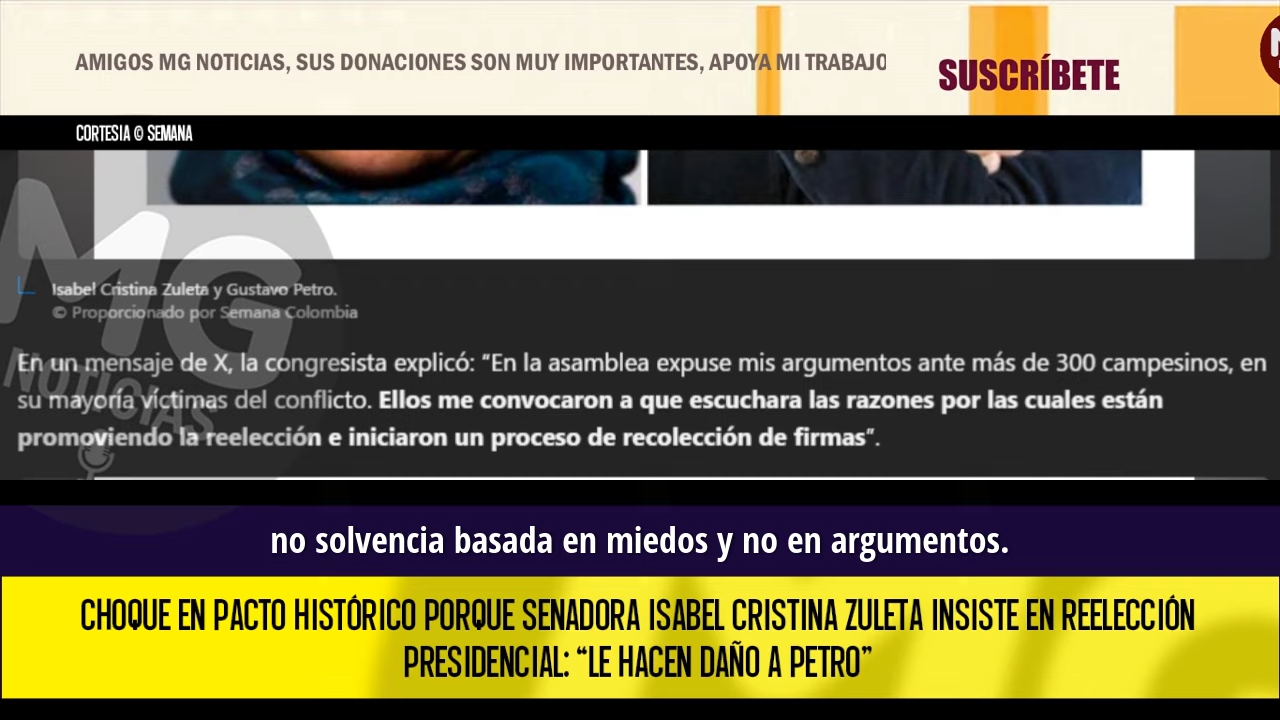 AMIGOS MG NOTICIAS, SUS DONACIONES SON MUY IMPORTANTES, APOYA MI TRABAJO
SUSCRÍBETE
CORTESIA © SEMANA
MG
NOTICIAS
Isabel Cristina Zuleta y Gustavo Petro.
© Proporcionado por Semana Colombia
En un mensaje de X, la congresista explicó: “En la asamblea expuse mis argumentos ante más de 300 campesinos, en
su mayoría víctimas del conflicto. Ellos me convocaron a que escuchara las razones por las cuales están
promoviendo la reelección e iniciaron un proceso de recolección de firmas”.
no solvencia basada en miedos y no en argumentos.
CHOQUE EN PACTO HISTÓRICO PORQUE SENADORA ISABEL CRISTINA ZULETA INSISTE EN REELECCIÓN
PRESIDENCIAL: “LE HACEN DAÑO A PETRO”